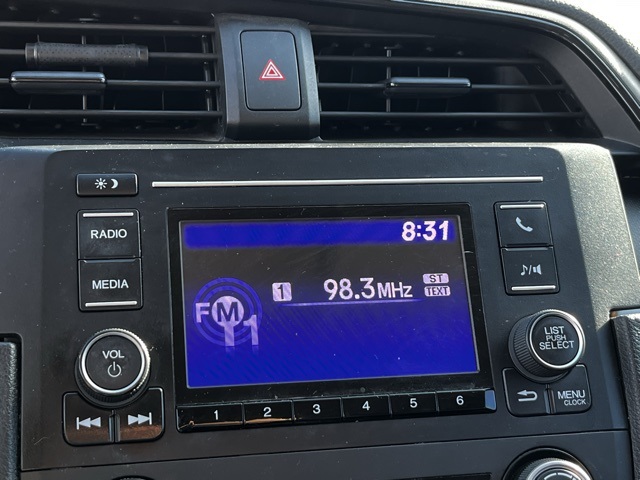 RADIO
MEDIA
VOL
8:31
1 98.3MHz ST
TEXT
FM1
LIST
PUSH
SELECT
MENU
CLOCK
1 2 3 4 5 6